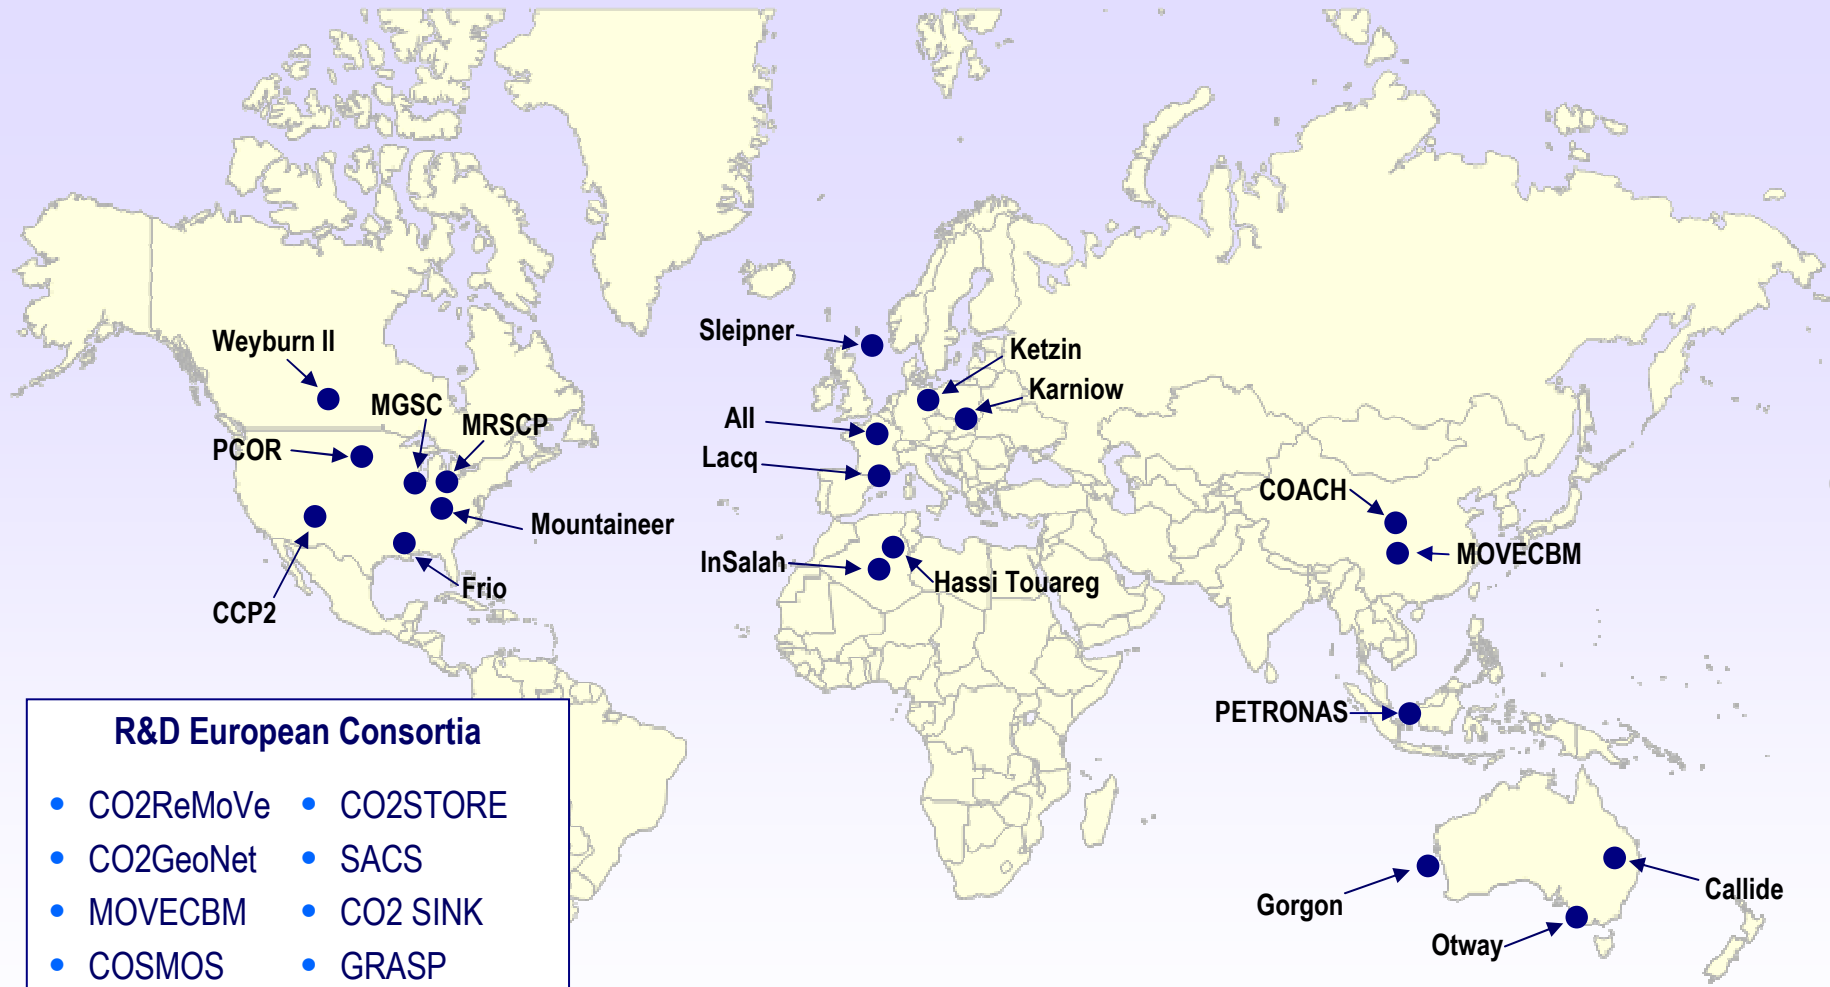 Weyburn II
MGSC
MRSCP
PCOR
Mountaineer
Frio
CCP2
Sleipner
Ketzin
Karniow
All
Lacq
InSalah
Hassi Touareg
COACH
MOVECBM
PETRONAS
Gorgon
Callide
Otway
R&D European Consortia
• CO2ReMoVe • CO2STORE
• CO2GeoNet • SACS
• MOVECBM • CO2 SINK
• COSMOS • GRASP